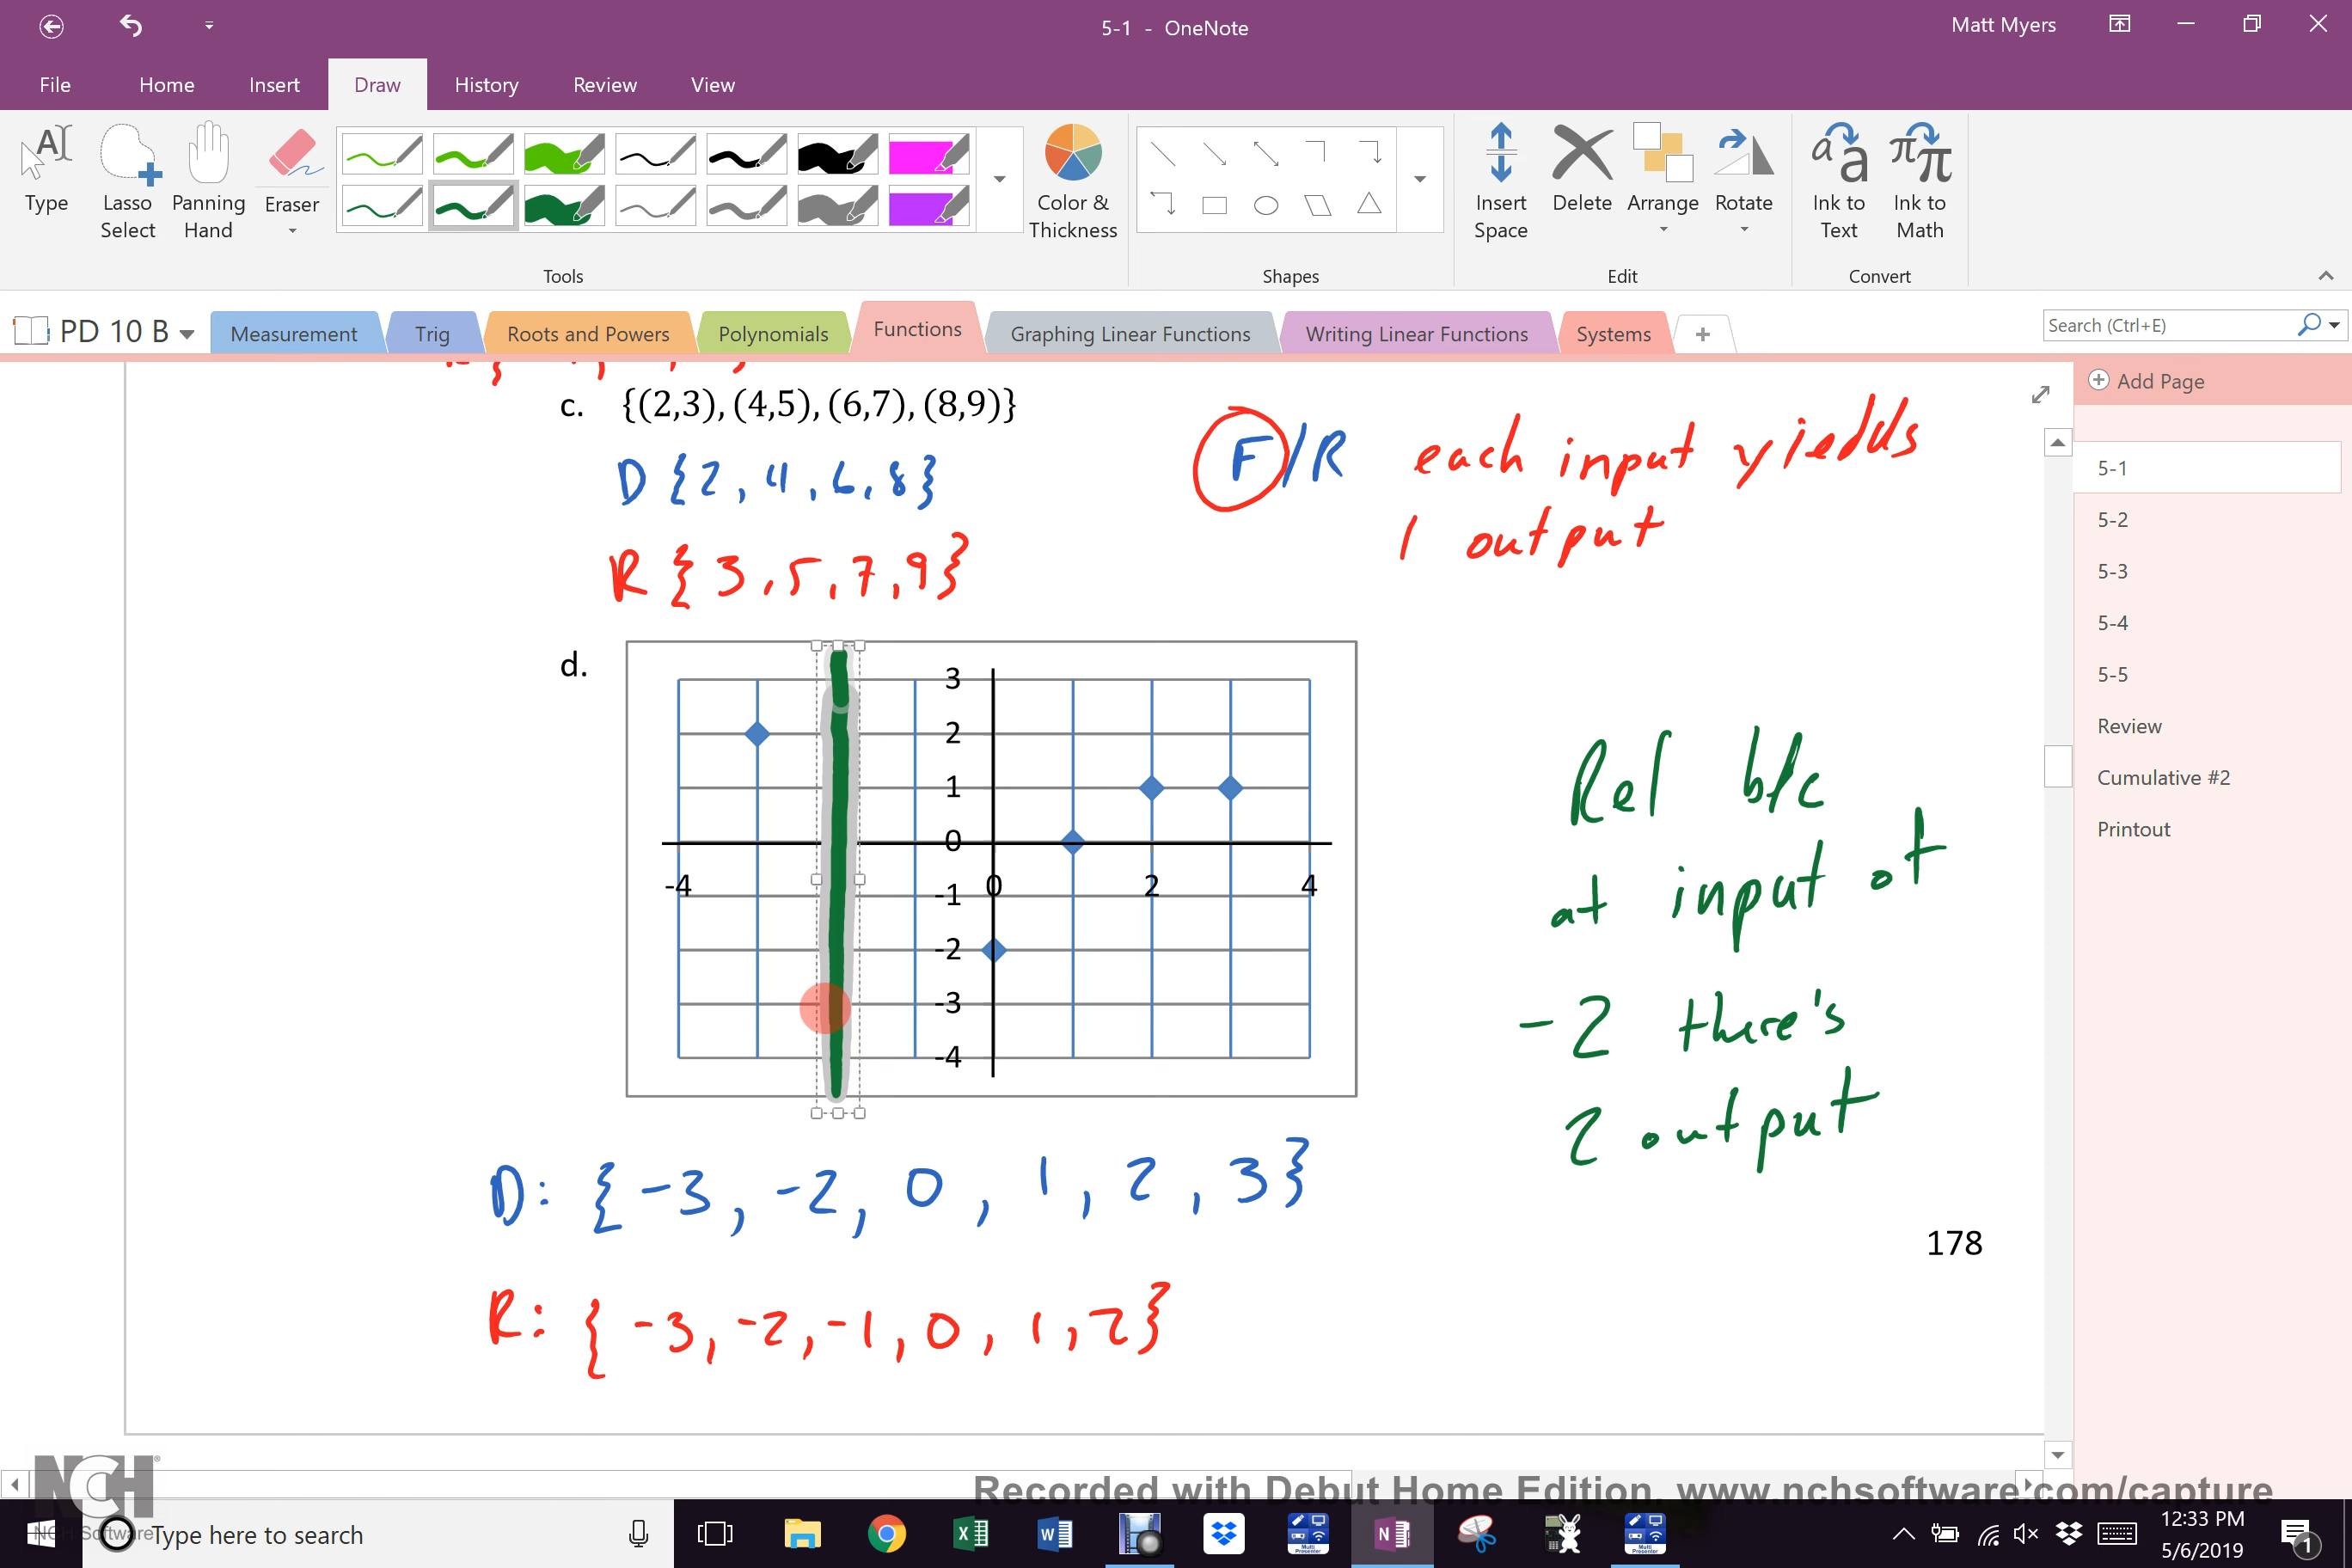 5-1 - OneNote
Matt Myers
File Home Insert Draw History Review View
Type
Lasso Select
Panning Hand
Eraser
Color & Thickness
Insert Space
Delete
Arrange
Rotate
Ink to Text
Ink to Math
Tools
Shapes
Edit
Convert
PD 10 B
Measurement
Trig
Roots and Powers
Polynomials
Functions
Graphing Linear Functions
Writing Linear Functions
Systems
+
Search (Ctrl+E)
Add Page
5-1
5-2
5-3
5-4
5-5
Review
Cumulative #2
Printout
c. {(2,3),(4,5),(6,7),(8,9)}
D {2, 4, 6, 8}
R {3, 5, 7, 9}
F/R each input yields
1 output
d.
3
2
1
0
-1
-2
-3
-4
-4 0 2 4
Rel b/c
at input of
-2 there's
2 output
D: {-3, -2, 0, 1, 2, 3}
R: {-3, -2, -1, 0, 1, 2}
178
NCH
NCH Software
Recorded with Debut Home Edition. www.nchsoftware.com/capture
Type here to search
12:33 PM
5/6/2019
1